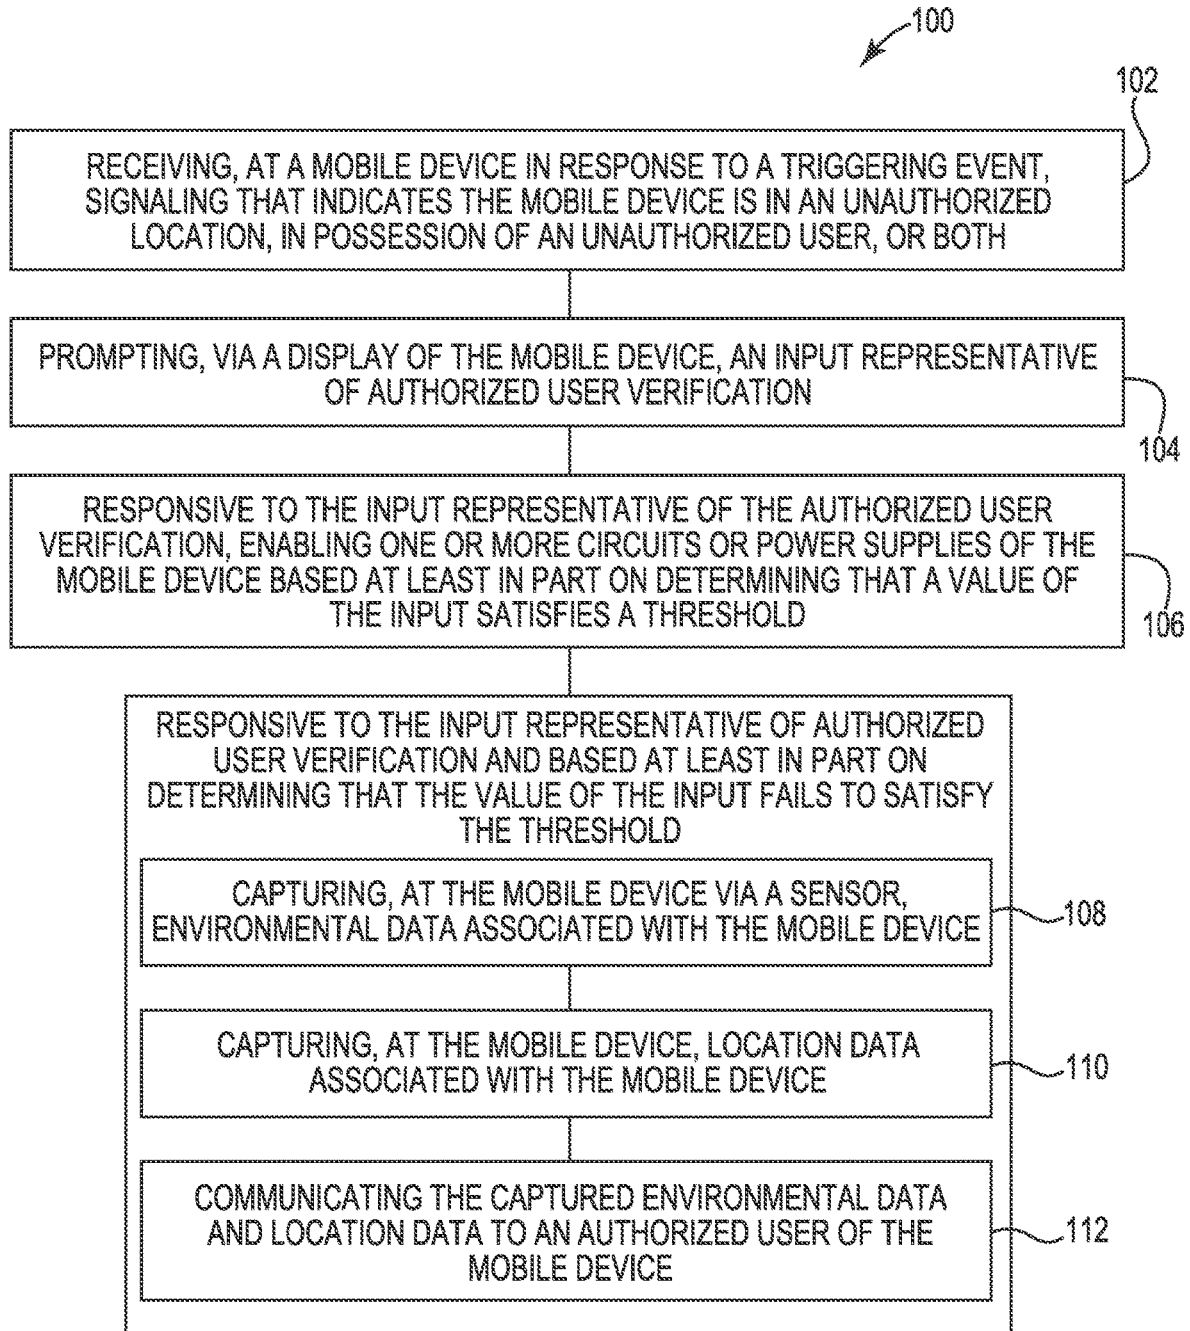 100
102
RECEIVING, AT A MOBILE DEVICE IN RESPONSE TO A TRIGGERING EVENT,
SIGNALING THAT INDICATES THE MOBILE DEVICE IS IN AN UNAUTHORIZED
LOCATION, IN POSSESSION OF AN UNAUTHORIZED USER, OR BOTH
PROMPTING, VIA A DISPLAY OF THE MOBILE DEVICE, AN INPUT REPRESENTATIVE
OF AUTHORIZED USER VERIFICATION
104
RESPONSIVE TO THE INPUT REPRESENTATIVE OF THE AUTHORIZED USER
VERIFICATION, ENABLING ONE OR MORE CIRCUITS OR POWER SUPPLIES OF THE
MOBILE DEVICE BASED AT LEAST IN PART ON DETERMINING THAT A VALUE OF
THE INPUT SATISFIES A THRESHOLD
106
RESPONSIVE TO THE INPUT REPRESENTATIVE OF AUTHORIZED
USER VERIFICATION AND BASED AT LEAST IN PART ON
DETERMINING THAT THE VALUE OF THE INPUT FAILS TO SATISFY
THE THRESHOLD
CAPTURING, AT THE MOBILE DEVICE VIA A SENSOR,
ENVIRONMENTAL DATA ASSOCIATED WITH THE MOBILE DEVICE
108
CAPTURING, AT THE MOBILE DEVICE, LOCATION DATA
ASSOCIATED WITH THE MOBILE DEVICE
110
COMMUNICATING THE CAPTURED ENVIRONMENTAL DATA
AND LOCATION DATA TO AN AUTHORIZED USER OF THE
MOBILE DEVICE
112